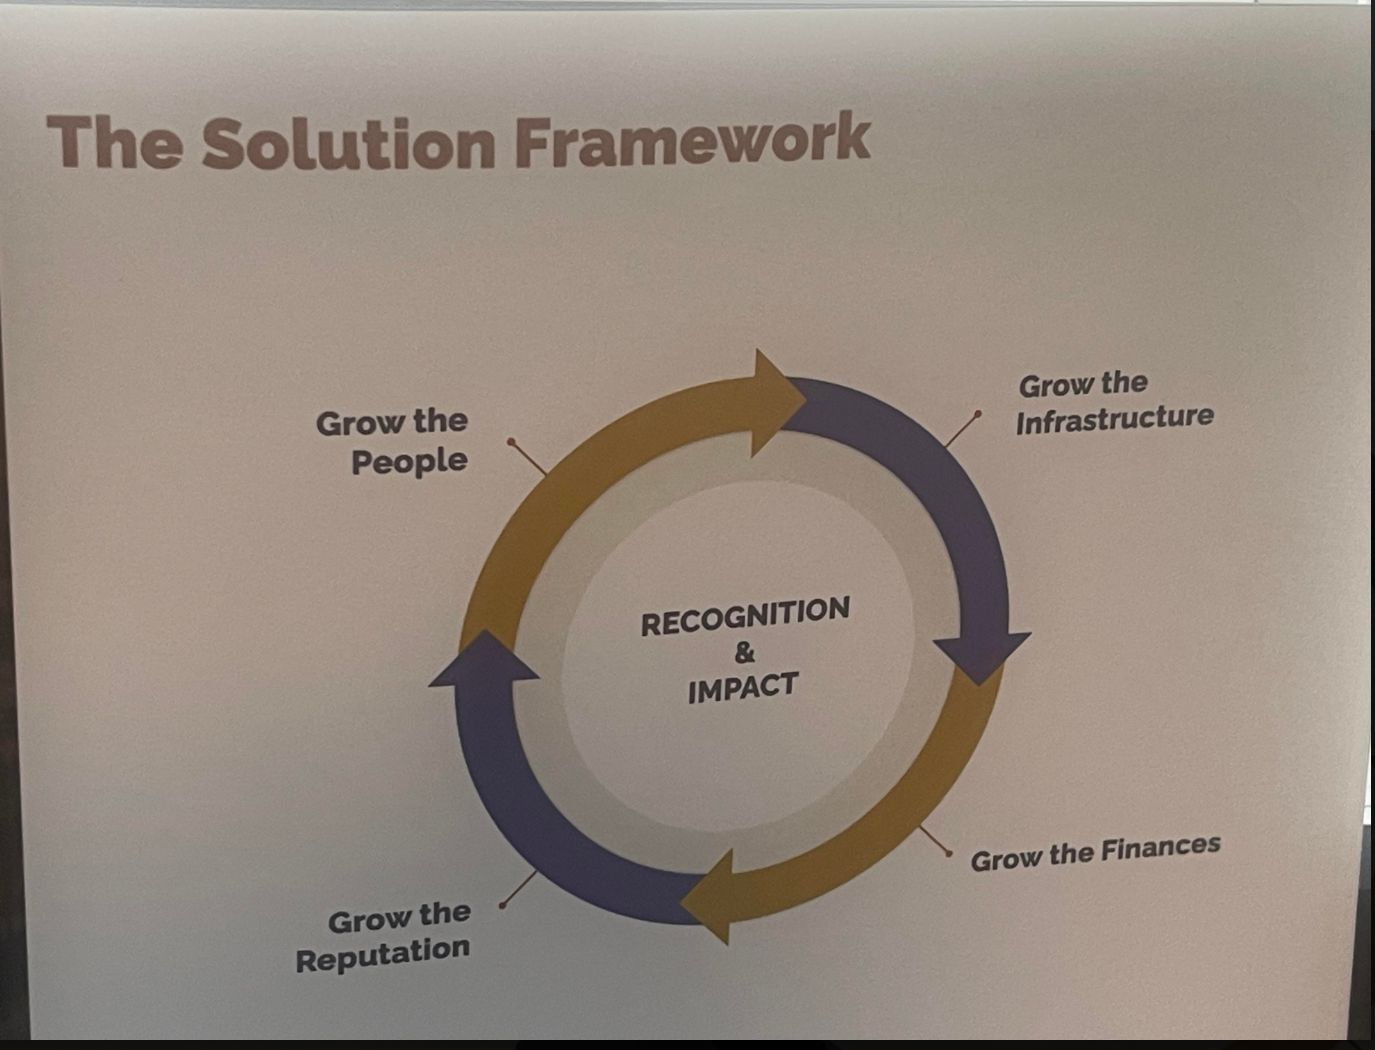 The Solution Framework
Grow the
People
Grow the
Infrastructure
RECOGNITION
&
IMPACT
Grow the Finances
Grow the
Reputation